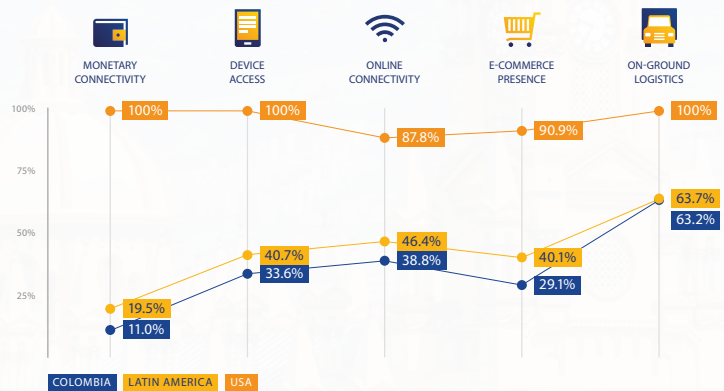 MONETARY
CONNECTIVITY
DEVICE
ACCESS
ONLINE
CONNECTIVITY
E-COMMERCE
PRESENCE
ON-GROUND
LOGISTICS
100%
75%
50%
25%
100%
100%
87.8%
90.9%
100%
19.5%
40.7%
46.4%
40.1%
63.7%
11.0%
33.6%
38.8%
29.1%
63.2%
COLOMBIA
LATIN AMERICA
USA